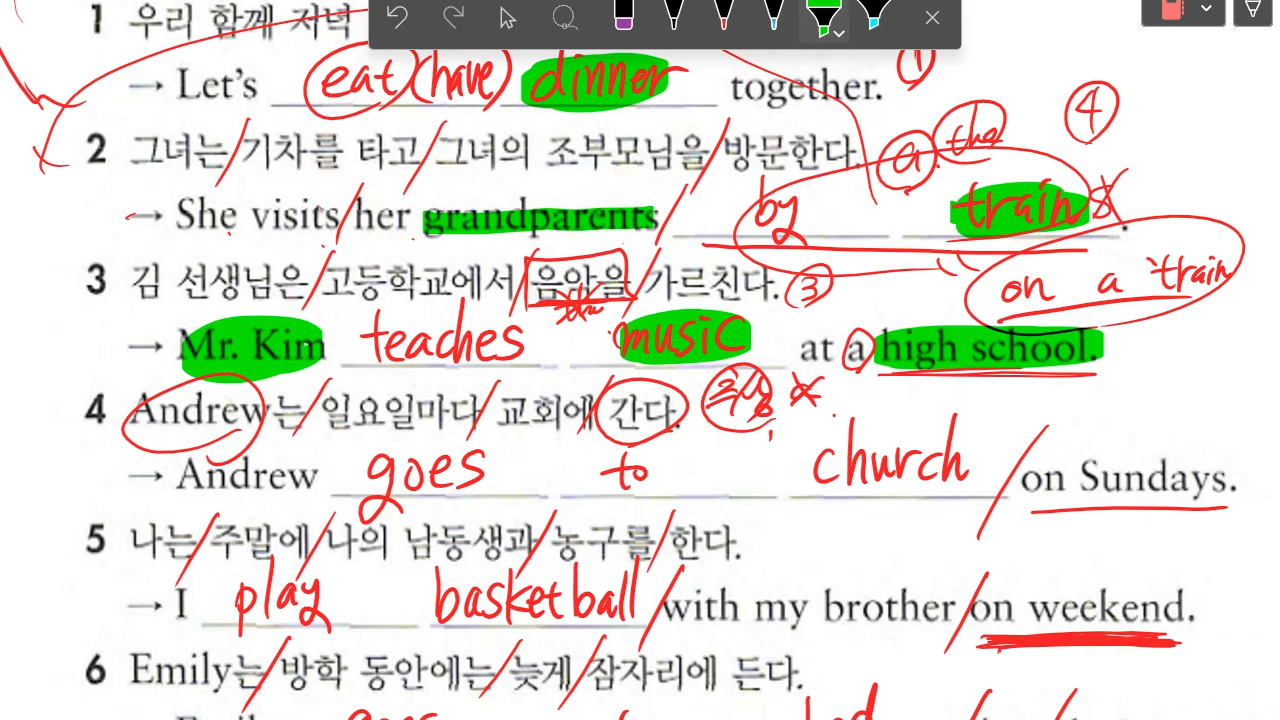 1 우리 함께 저녁
→ Let's eat (have) dinner together. ①
2 그녀는/기차를 타고/그녀의 조부모님을/방문한다. a the ④
→ She visits/her grandparents/by train s.
on a train
3 김 선생님은/고등학교에서/음악을/가르친다. ③
→ Mr. Kim teaches music at a high school.
4 Andrew는/일요일마다/교회에 간다.
→ Andrew goes to church/on Sundays.
5 나는/주말에/나의 남동생과/농구를/한다.
→ I play basketball/with my brother/on weekend.
6 Emily는/방학 동안에는/늦게/잠자리에 든다.